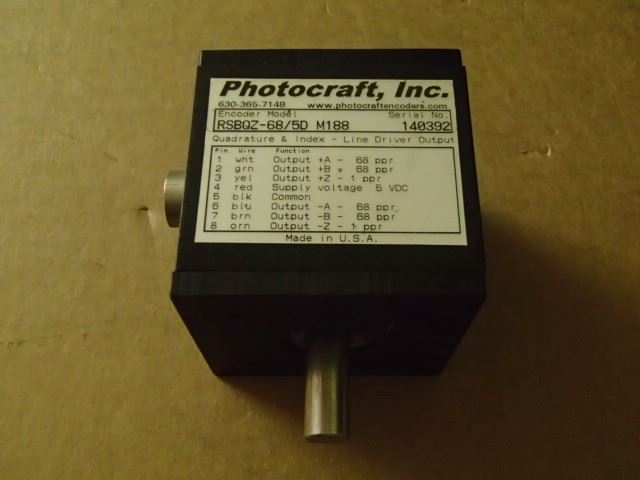 Photocraft, Inc.
630-365-7148 www.photocraftencoders.com
Encoder Model Serial No.
RSBQZ-68/5D M188 140392
Quadrature & Index - Line Driver Output
Pin Wire Function
1 wht Output +A - 68 ppr
2 grn Output +B - 68 ppr
3 yel Output +Z - 1 ppr
4 red Supply voltage 5 VDC
5 blk Common
6 blu Output -A - 68 ppr
7 brn Output -B - 68 ppr
8 orn Output -Z - 1 ppr
Made in U.S.A.